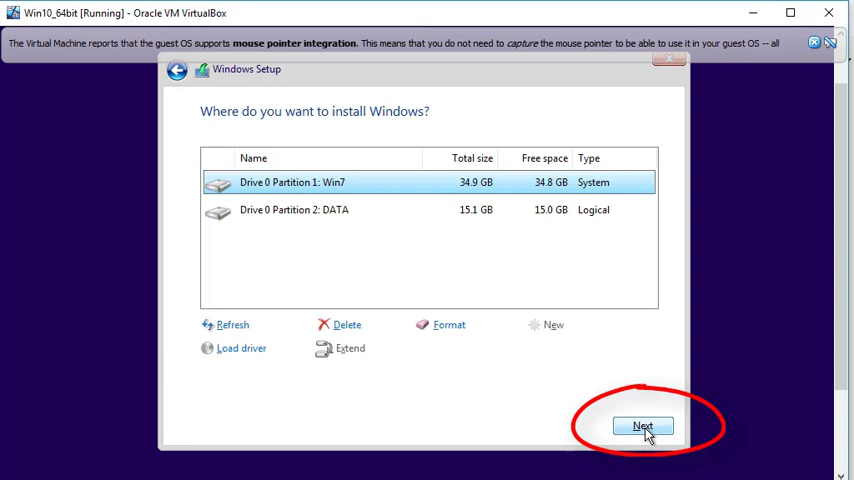 Win10_64bit [Running] - Oracle VM VirtualBox
The Virtual Machine reports that the guest OS supports mouse pointer integration. This means that you do not need to capture the mouse pointer to be able to use it in your guest OS -- all
Windows Setup
Where do you want to install Windows?
Name Total size Free space Type
Drive 0 Partition 1: Win7 34.9 GB 34.8 GB System
Drive 0 Partition 2: DATA 15.1 GB 15.0 GB Logical
Refresh Delete Format New
Load driver Extend
Next